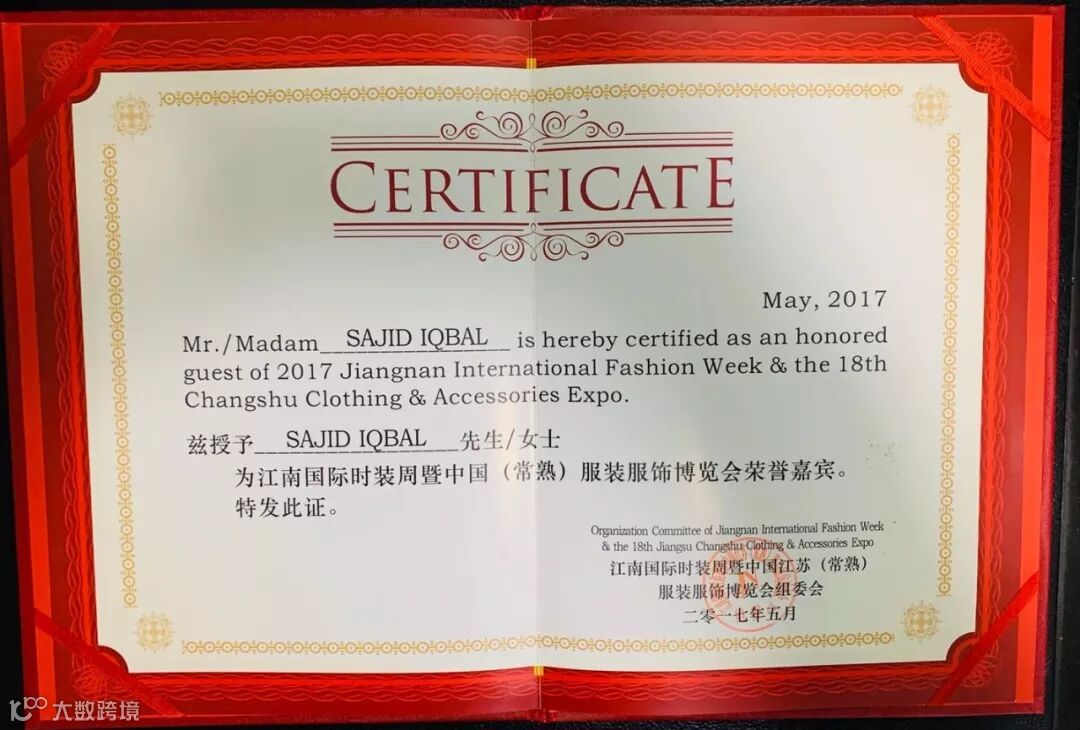 CERTIFICATE
May, 2017
Mr./Madam SAJID IQBAL is hereby certified as an honored
guest of 2017 Jiangnan International Fashion Week & the 18th
Changshu Clothing & Accessories Expo.
兹授予 SAJID IQBAL 先生/女士
为江南国际时装周暨中国（常熟）服装服饰博览会荣誉嘉宾。
特发此证。
Organization Committee of Jiangnan International Fashion Week
& the 18th Jiangsu Changshu Clothing & Accessories Expo
江南国际时装周暨中国江苏（常熟）
服装服饰博览会组委会
二零一七年五月
大数跨境